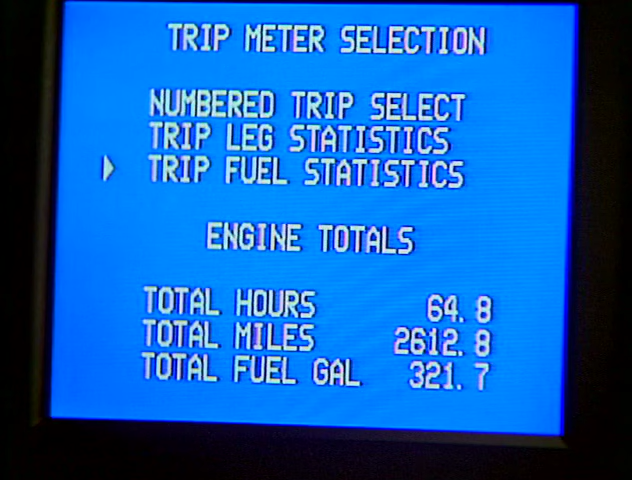 TRIP METER SELECTION
NUMBERED TRIP SELECT
TRIP LEG STATISTICS
TRIP FUEL STATISTICS
ENGINE TOTALS
TOTAL HOURS 64.8
TOTAL MILES 2612.8
TOTAL FUEL GAL 321.7